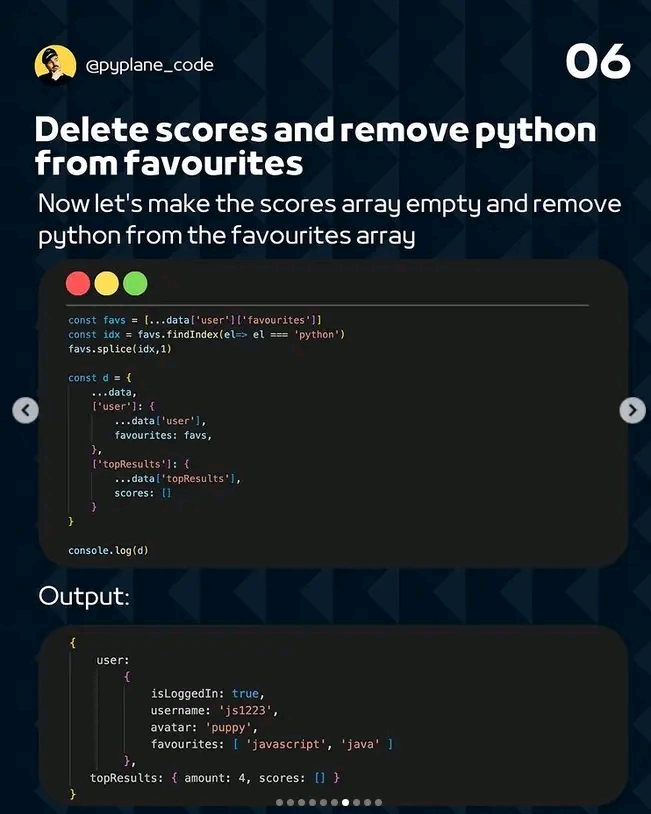 @pyplane_code
06
Delete scores and remove python
from favourites
Now let's make the scores array empty and remove
python from the favourites array
const favs = [...data['user']['favourites']]
const idx = favs.findIndex(el=> el === 'python')
favs.splice(idx,1)
const d = {
...data,
['user']: {
...data['user'],
favourites: favs,
},
['topResults']: {
...data['topResults'],
scores: []
}
}
console.log(d)
Output:
{
user:
{
isLoggedIn: true,
username: 'js1223',
avatar: 'puppy',
favourites: [ 'javascript', 'java' ]
},
topResults: { amount: 4, scores: [] }
}